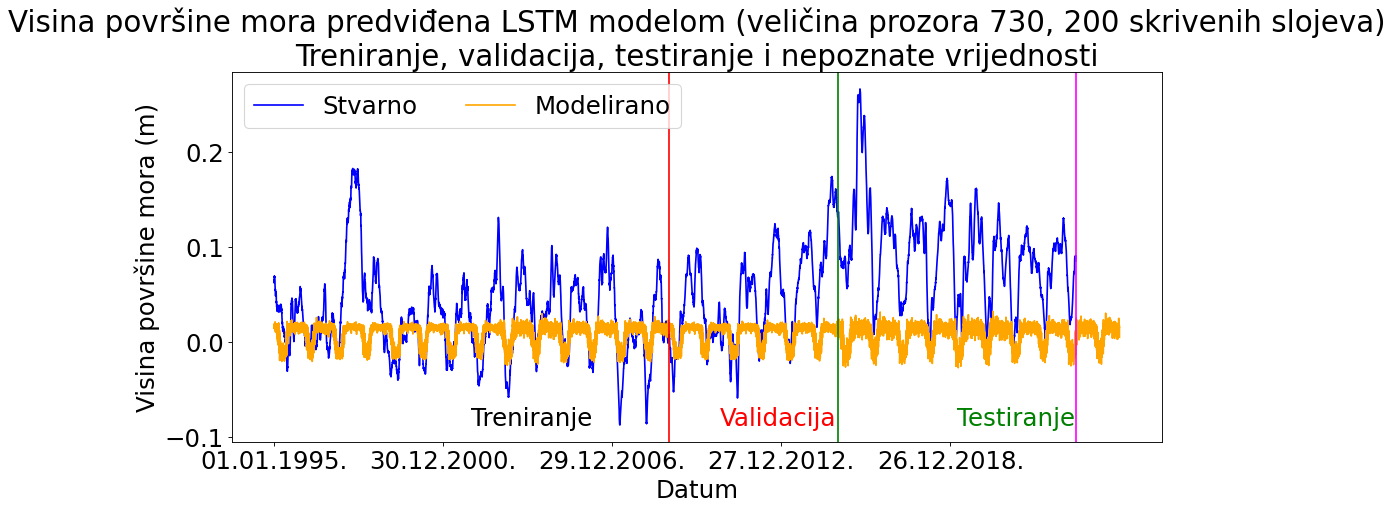 Visina površine mora predviđena LSTM modelom (veličina prozora 730, 200 skrivenih slojeva)
Treniranje, validacija, testiranje i nepoznate vrijednosti
Stvarno
Modelirano
Visina površine mora (m)
0.2
0.1
0.0
−0.1
Treniranje
Validacija
Testiranje
01.01.1995.
30.12.2000.
29.12.2006.
27.12.2012.
26.12.2018.
Datum